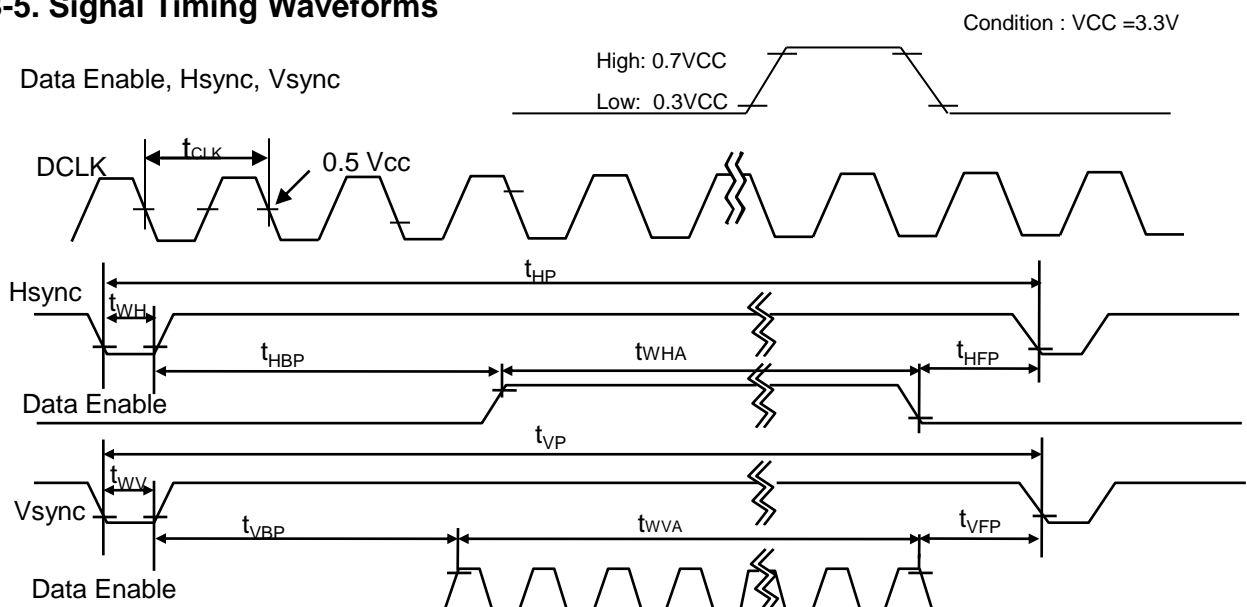 -5. Signal Timing Waveforms
Condition : VCC =3.3V
High: 0.7VCC
Data Enable, Hsync, Vsync
Low: 0.3VCC
tCLK
0.5 Vcc
DCLK
tHP
Hsync
tWH
tHBP
tWHA
tHFP
Data Enable
tVP
tWV
Vsync
tVBP
tWVA
tVFP
Data Enable